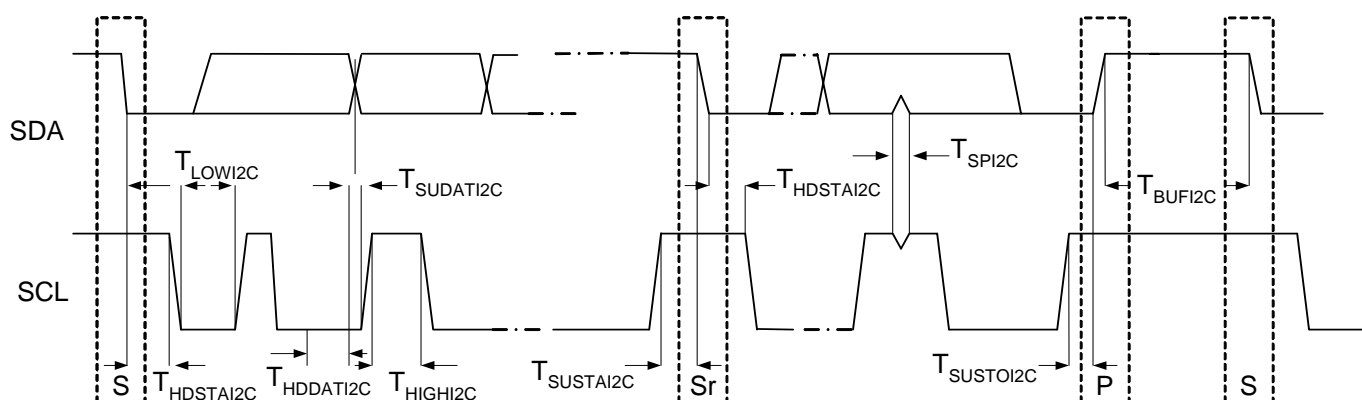 SDA
T_LOWI2C
T_SUDATI2C
T_HDSTAI2C
T_SPI2C
T_BUFI2C
SCL
S
T_HDSTAI2C
T_HDDATI2C
T_HIGHI2C
T_SUSTAI2C
Sr
T_SUSTOI2C
P
S